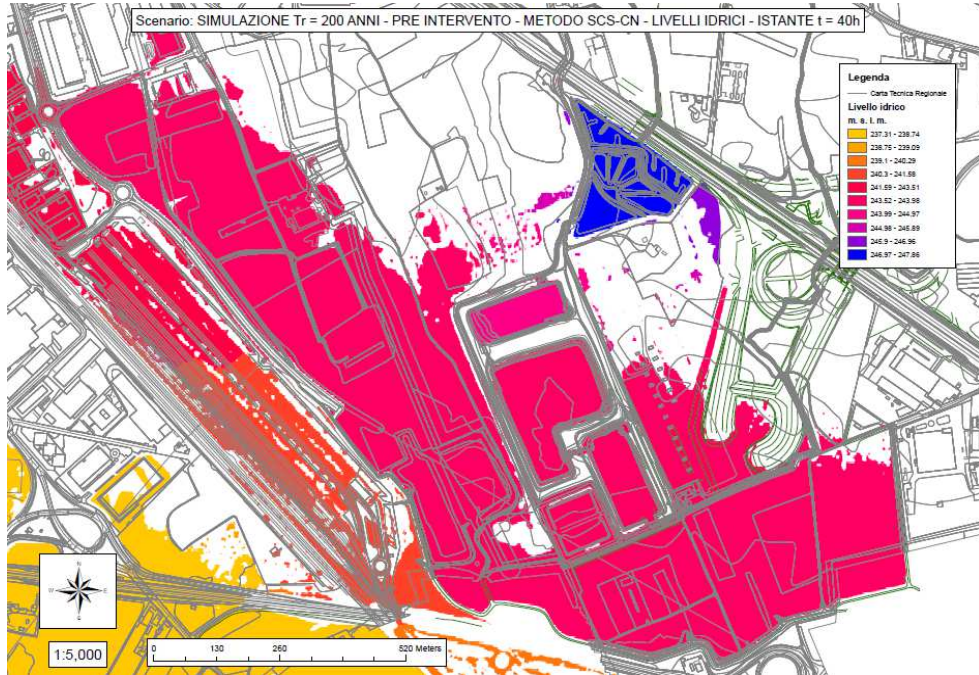 Scenario: SIMULAZIONE Tr = 200 ANNI - PRE INTERVENTO - METODO SCS-CN - LIVELLI IDRICI - ISTANTE t = 40h
Legenda
Carta Tecnica Regionale
Livello idrico
m. s. l. m.
237.31 - 238.74
238.75 - 239.09
239.1 - 240.29
240.3 - 241.58
241.59 - 243.51
243.52 - 243.98
243.99 - 244.97
244.98 - 245.89
245.9 - 246.96
246.97 - 247.86
N
W E
S
1:5,000
0 130 260 520 Meters